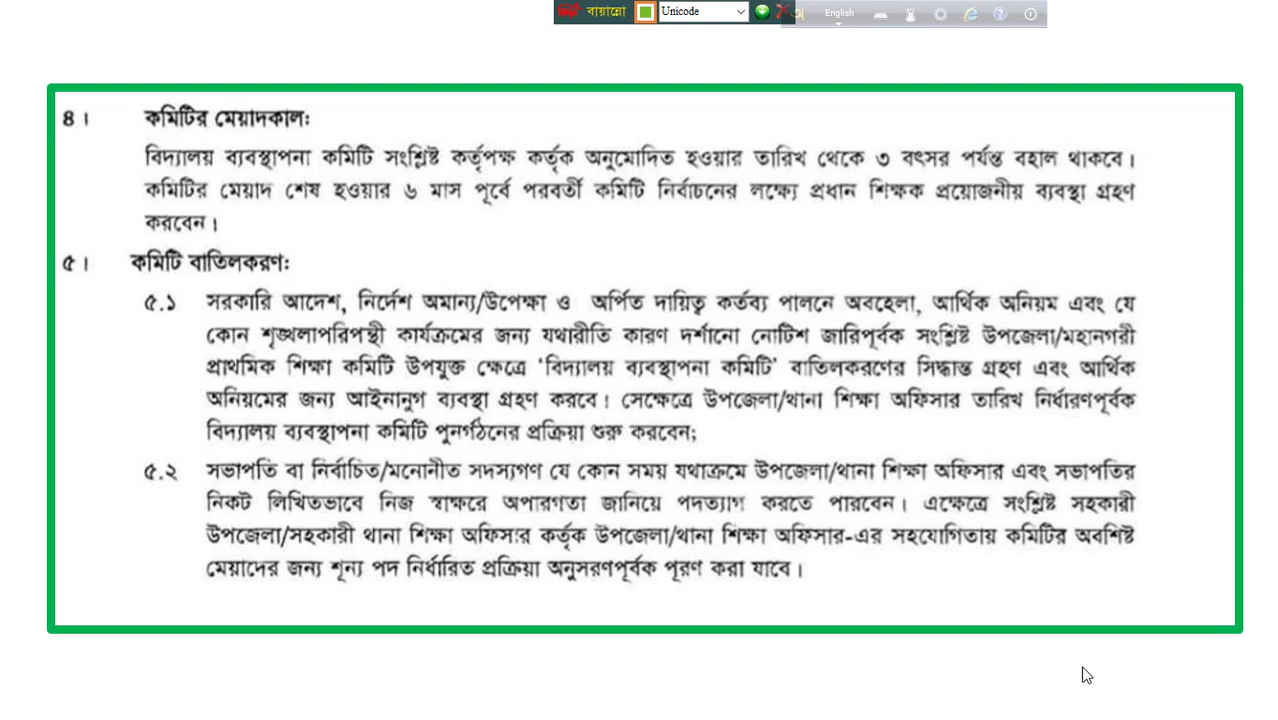 বায়ান্নো Unicode English
৪। কমিটির মেয়াদকাল:
বিদ্যালয় ব্যবস্থাপনা কমিটি সংশ্লিষ্ট কর্তৃপক্ষ কর্তৃক অনুমোদিত হওয়ার তারিখ থেকে ৩ বৎসর পর্যন্ত বহাল থাকবে।
কমিটির মেয়াদ শেষ হওয়ার ৬ মাস পূর্বে পরবর্তী কমিটি নির্বাচনের লক্ষ্যে প্রধান শিক্ষক প্রয়োজনীয় ব্যবস্থা গ্রহণ
করবেন।
৫। কমিটি বাতিলকরণ:
৫.১ সরকারি আদেশ, নির্দেশ অমান্য/উপেক্ষা ও অর্পিত দায়িত্ব কর্তব্য পালনে অবহেলা, আর্থিক অনিয়ম এবং যে
কোন শৃঙ্খলাপরিপন্থী কার্যক্রমের জন্য যথারীতি কারণ দর্শানো নোটিশ জারিপূর্বক সংশ্লিষ্ট উপজেলা/মহানগরী
প্রাথমিক শিক্ষা কমিটি উপযুক্ত ক্ষেত্রে ‘বিদ্যালয় ব্যবস্থাপনা কমিটি’ বাতিলকরণের সিদ্ধান্ত গ্রহণ এবং আর্থিক
অনিয়মের জন্য আইনানুগ ব্যবস্থা গ্রহণ করবে। সেক্ষেত্রে উপজেলা/থানা শিক্ষা অফিসার তারিখ নির্ধারণপূর্বক
বিদ্যালয় ব্যবস্থাপনা কমিটি পুনর্গঠনের প্রক্রিয়া শুরু করবেন;
৫.২ সভাপতি বা নির্বাচিত/মনোনীত সদস্যগণ যে কোন সময় যথাক্রমে উপজেলা/থানা শিক্ষা অফিসার এবং সভাপতির
নিকট লিখিতভাবে নিজ স্বাক্ষরে অপারগতা জানিয়ে পদত্যাগ করতে পারবেন। এক্ষেত্রে সংশ্লিষ্ট সহকারী
উপজেলা/সহকারী থানা শিক্ষা অফিসার কর্তৃক উপজেলা/থানা শিক্ষা অফিসার-এর সহযোগিতায় কমিটির অবশিষ্ট
মেয়াদের জন্য শূন্য পদ নির্ধারিত প্রক্রিয়া অনুসরণপূর্বক পূরণ করা যাবে।